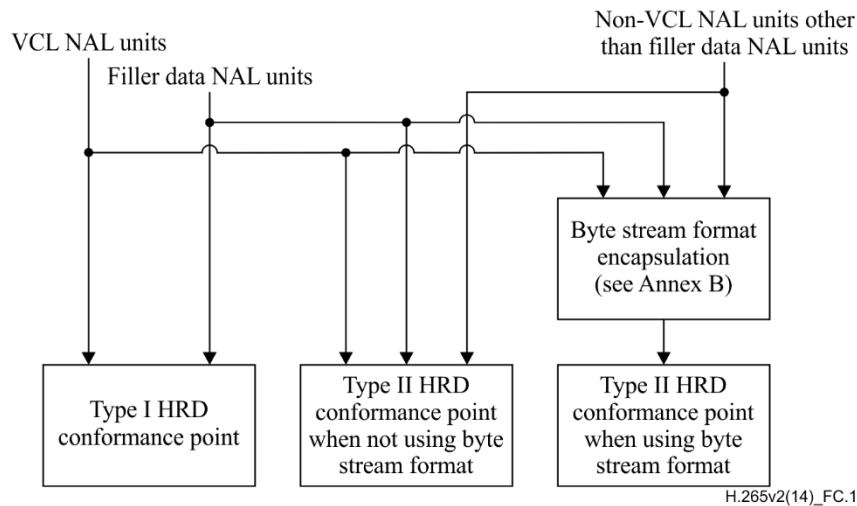 VCL NAL units
Filler data NAL units
Non-VCL NAL units other
than filler data NAL units
Byte stream format
encapsulation
(see Annex B)
Type I HRD
conformance point
Type II HRD
conformance point
when not using byte
stream format
Type II HRD
conformance point
when using byte
stream format
H.265v2(14)_FC.1